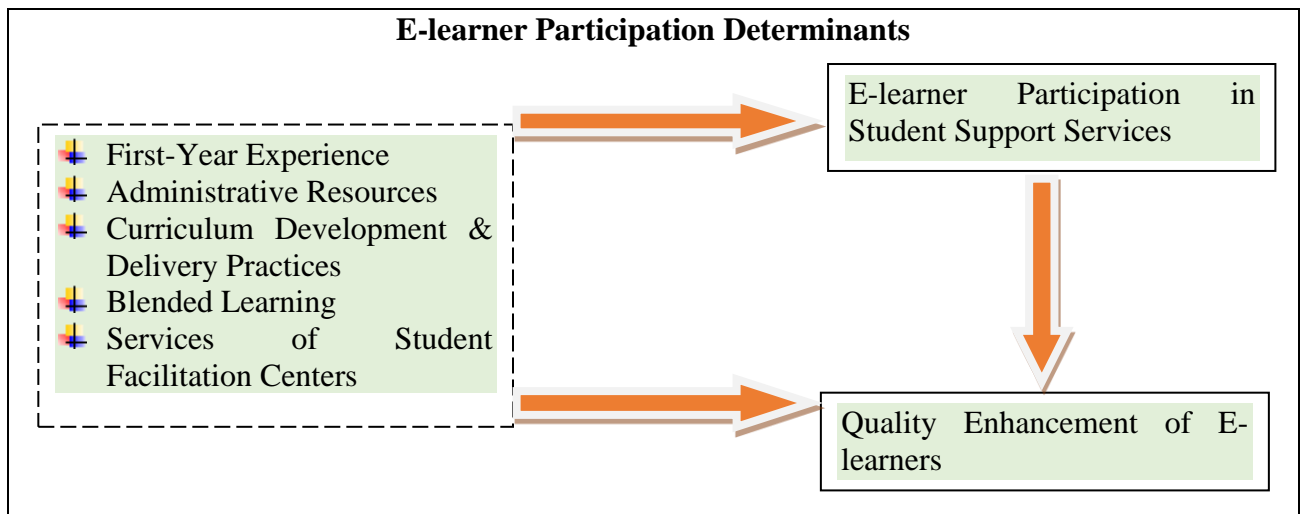 E-learner Participation Determinants
First-Year Experience
Administrative Resources
Curriculum Development &
Delivery Practices
Blended Learning
Services of Student
Facilitation Centers
E-learner Participation in
Student Support Services
Quality Enhancement of E-
learners